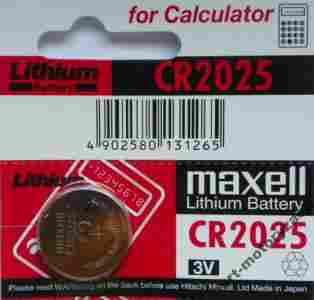 for Calculator
Lithium
Battery
CR2025
4 902580 131265
Lithium
maxell
Lithium Battery
CR2025
3V
Please read WARNING on the back before use Hitachi Maxell, Ltd Made in Japan